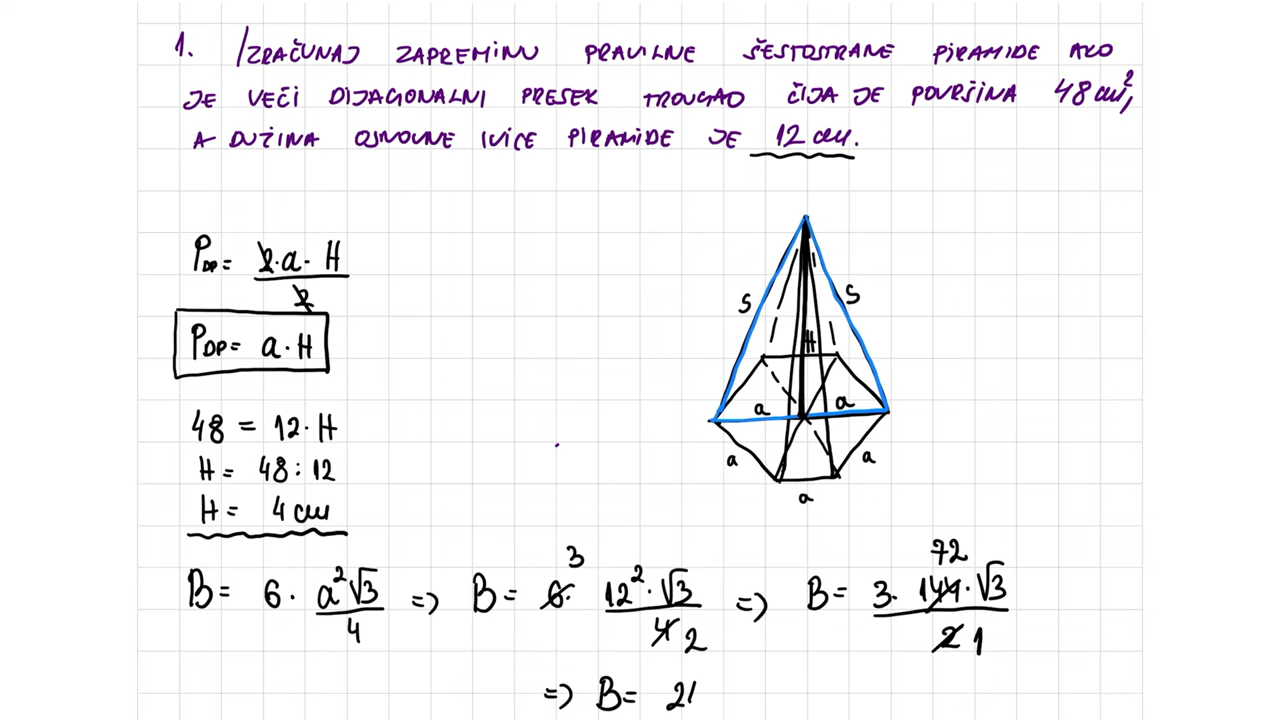 1. IZRAČUNAJ ZAPREMINU PRAVILNE ŠESTOSTRANE PIRAMIDE AKO
JE VEĆI DIJAGONALNI PRESEK TROUGAO ČIJA JE POVRŠINA 48 cm²,
A DUŽINA OSNOVNE IVICE PIRAMIDE JE 12 cm.
P_DP = 2·a·H / 2
P_DP = a·H
48 = 12·H
H = 48:12
H = 4 cm
S S
H
a a
a a
a
B = 6 · a²√3 / 4 => B = 6· 3 12²·√3 / 4 2 => B = 3· 144 72 ·√3 / 2 1
=> B = 21